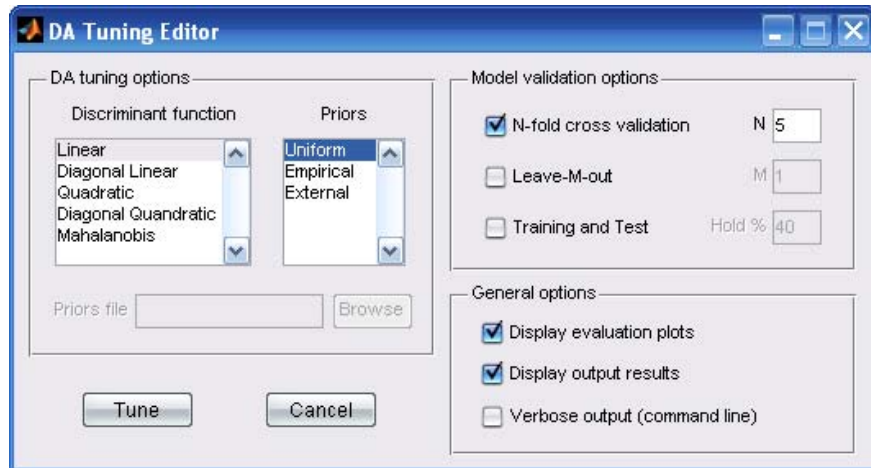 DA Tuning Editor
DA tuning options
Discriminant function
Priors
Linear
Diagonal Linear
Quadratic
Diagonal Quandratic
Mahalanobis
Uniform
Empirical
External
Priors file
Browse
Tune
Cancel
Model validation options
N-fold cross validation N 5
Leave-M-out M 1
Training and Test Hold % 40
General options
Display evaluation plots
Display output results
Verbose output (command line)